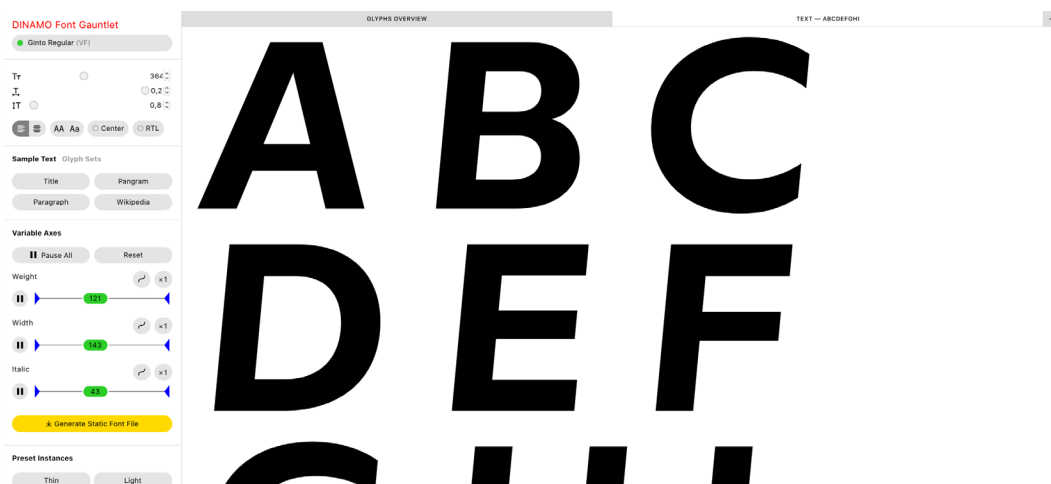 DINAMO Font Gauntlet
Ginto Regular (VF)
364
0,2
0,8
AA Aa Center RTL
Sample Text Glyph Sets
Title Pangram
Paragraph Wikipedia
Variable Axes
Pause All Reset
Weight ×1
121
Width ×1
143
Italic ×1
43
Generate Static Font File
Preset Instances
Thin Light
GLYPHS OVERVIEW TEXT — ABCDEFGHI
A B C
D E F
G H I